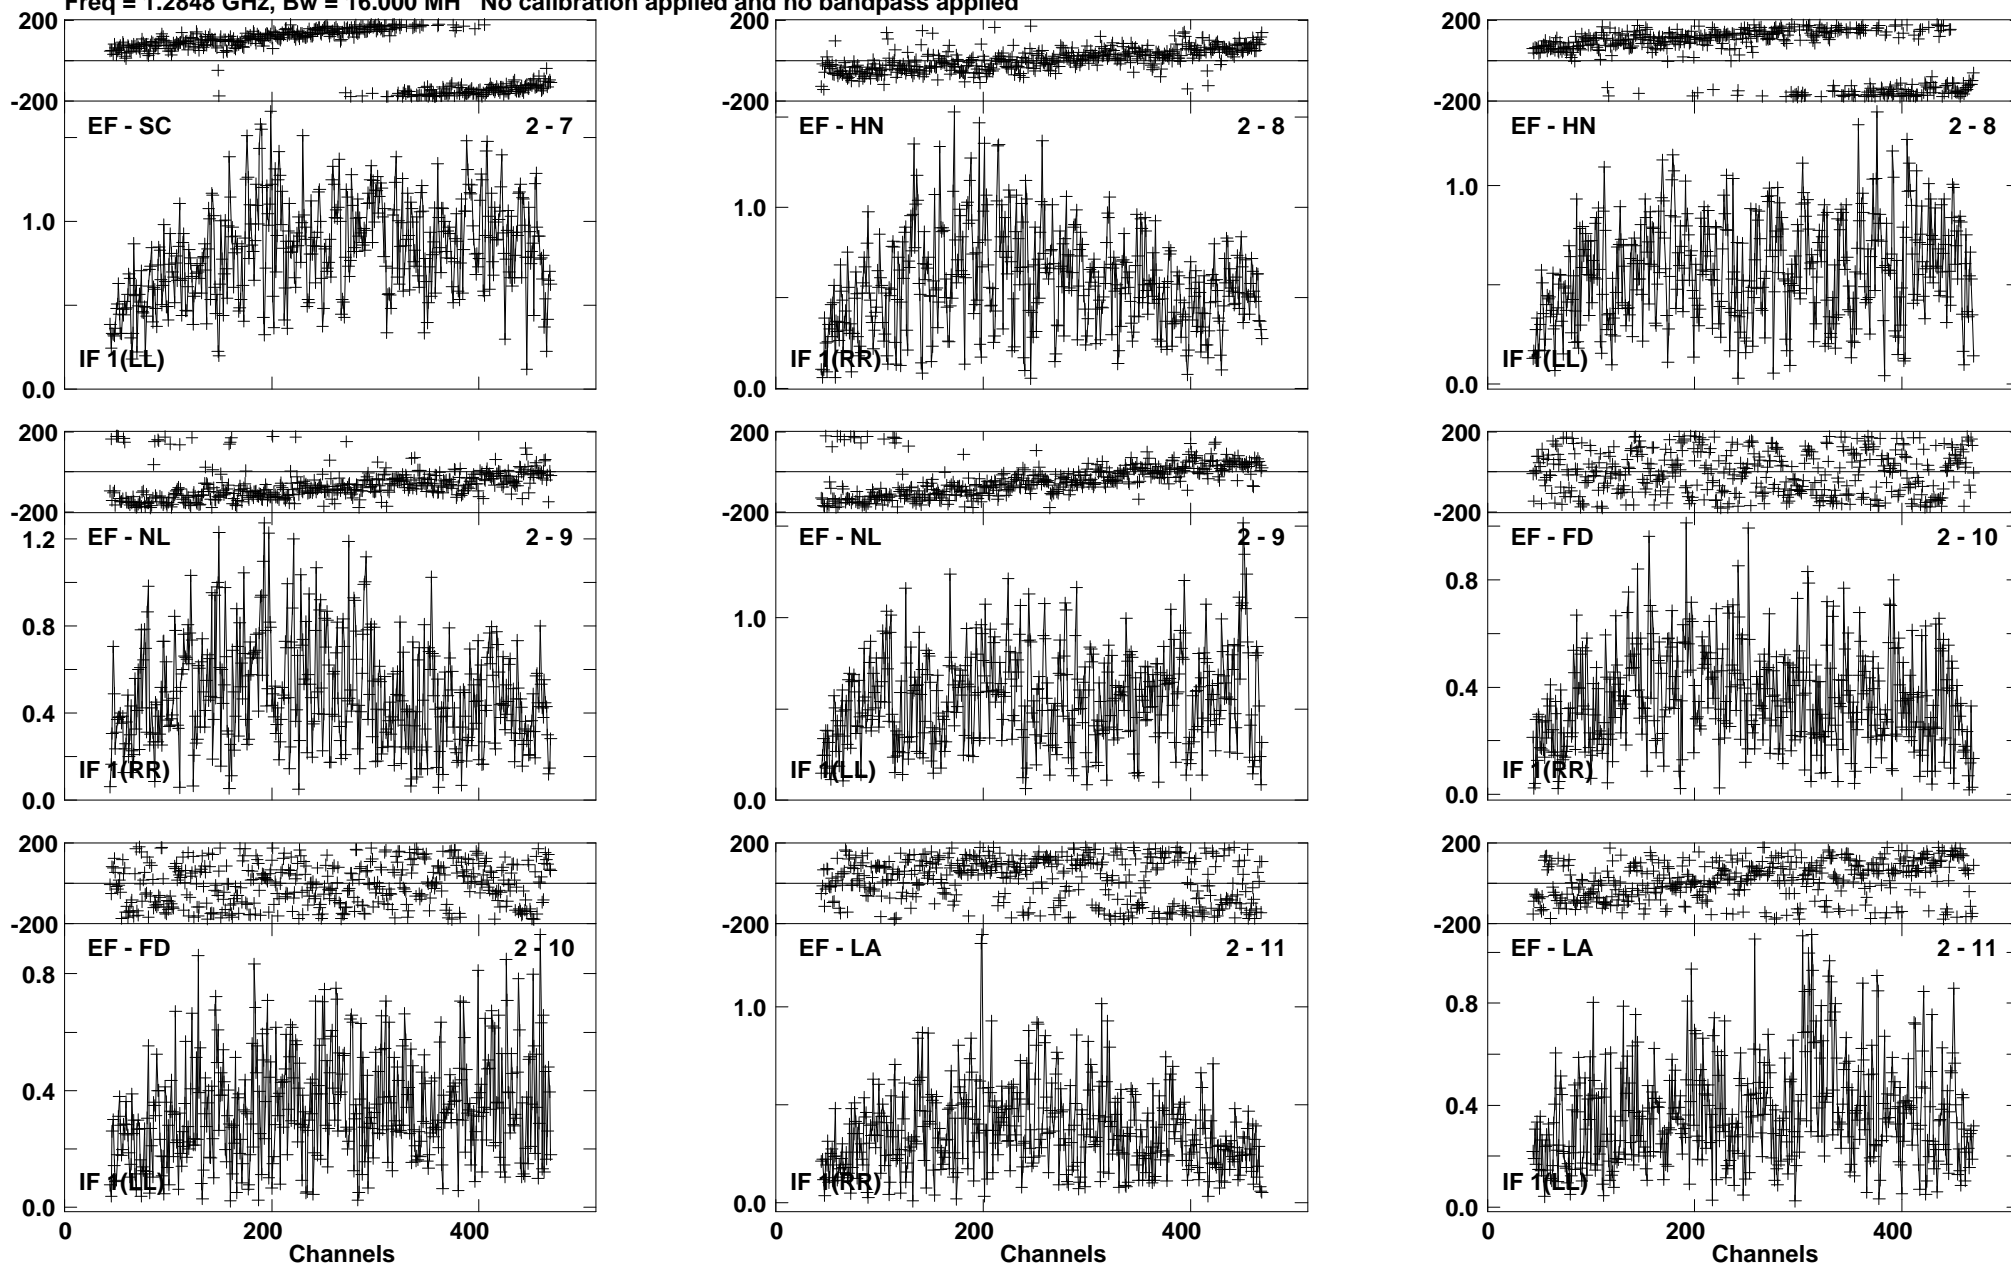 Freq = 1.2848 GHz, Bw = 16.000 MH No calibration applied and no bandpass applied
200 200 200
-200 -200 -200
EF - SC 2 - 7 EF - HN 2 - 8 EF - HN 2 - 8
1.0 1.0 1.0
IF 1(LL) IF 1(RR) IF 1(LL)
0.0 0.0 0.0
200 200 200
-200 -200 -200
EF - NL 2 - 9 EF - NL 2 - 9 EF - FD 2 - 10
1.2
0.8 1.0 0.8
0.4 0.4
IF 1(RR) IF 1(LL) IF 1(RR)
0.0 0.0 0.0
200 200 200
-200 -200 -200
EF - FD 2 - 10 EF - LA 2 - 11 EF - LA 2 - 11
0.8 1.0 0.8
0.4 0.4
IF 1(LL) IF 1(RR) IF 1(LL)
0.0 0.0 0.0
0 200 400 0 200 400 0 200 400
Channels Channels Channels